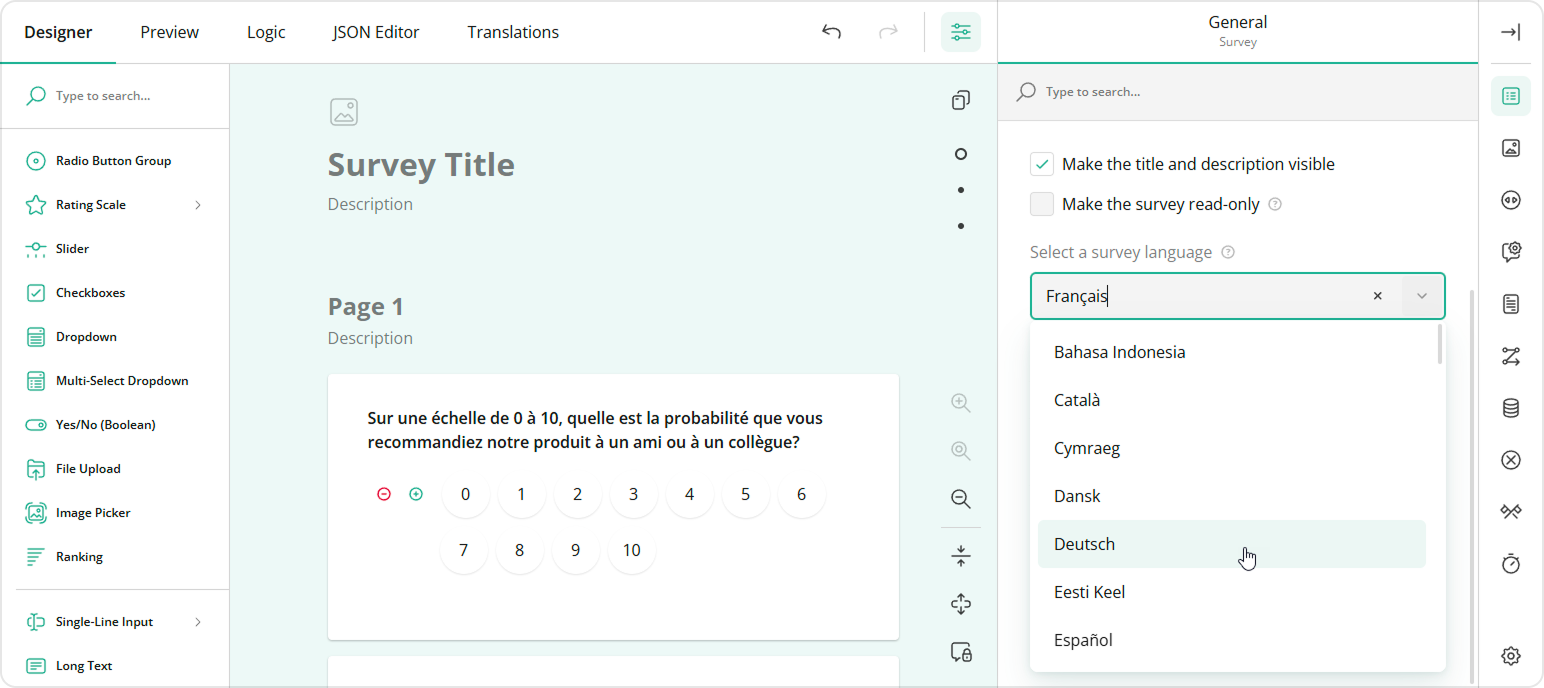 Designer
Preview
Logic
JSON Editor
Translations
General
Survey
Type to search...
Radio Button Group
Rating Scale
Slider
Checkboxes
Dropdown
Multi-Select Dropdown
Yes/No (Boolean)
File Upload
Image Picker
Ranking
Single-Line Input
Long Text
Survey Title
Description
Page 1
Description
Sur une échelle de 0 à 10, quelle est la probabilité que vous
recommandiez notre produit à un ami ou à un collègue?
0 1 2 3 4 5 6
7 8 9 10
Type to search...
Make the title and description visible
Make the survey read-only
Select a survey language
Français
Bahasa Indonesia
Català
Cymraeg
Dansk
Deutsch
Eesti Keel
Español